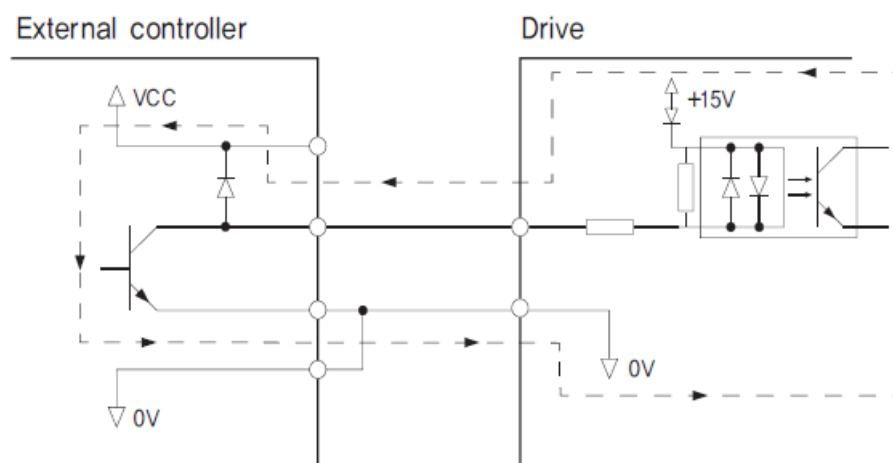 External controller
Drive
VCC
+15V
0V
0V